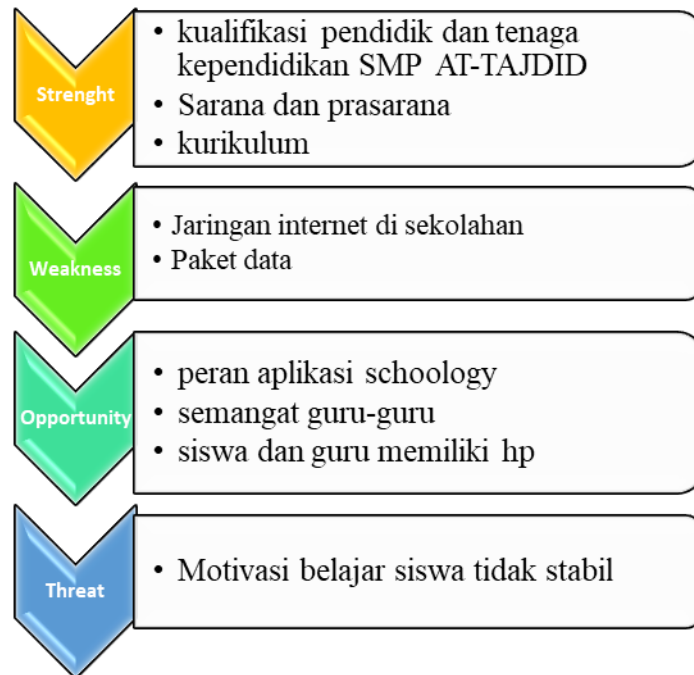 Strenght
• kualifikasi pendidik dan tenaga
kependidikan SMP AT-TAJDID
• Sarana dan prasarana
• kurikulum
Weakness
• Jaringan internet di sekolahan
• Paket data
Opportunity
• peran aplikasi schoology
• semangat guru-guru
• siswa dan guru memiliki hp
Threat
• Motivasi belajar siswa tidak stabil